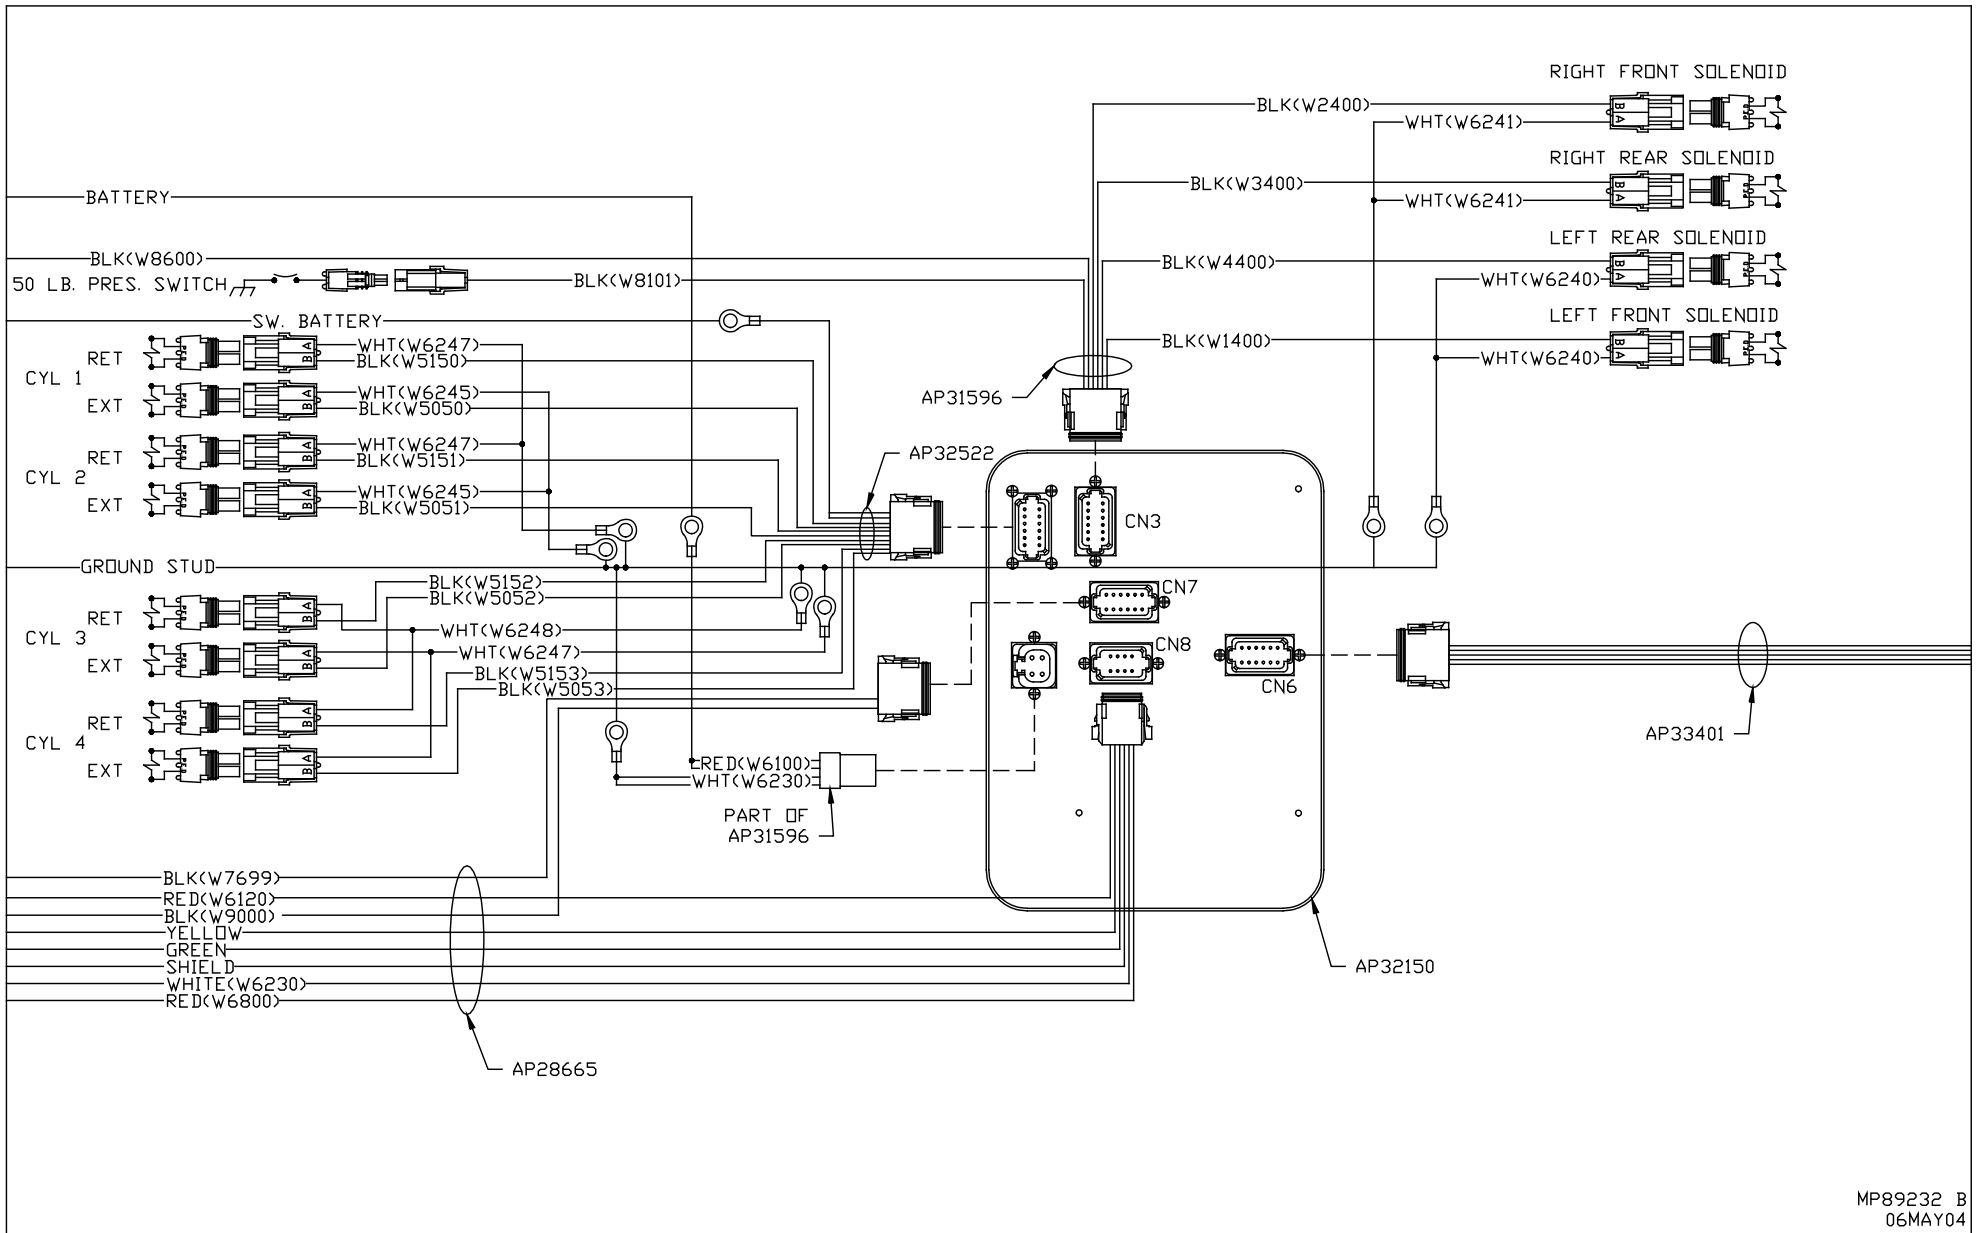 RIGHT FRONT SOLENOID
BLK(W2400)
WHT(W6241)
B
A
RIGHT REAR SOLENOID
BLK(W3400)
WHT(W6241)
B
A
BATTERY
LEFT REAR SOLENOID
BLK(W8600)
BLK(W4400)
WHT(W6240)
B
A
50 LB. PRES. SWITCH
BLK(W8101)
LEFT FRONT SOLENOID
SW. BATTERY
BLK(W1400)
WHT(W6240)
B
A
CYL 1
RET
A
B
WHT(W6247)
BLK(W5150)
EXT
A
B
WHT(W6245)
BLK(W5050)
AP31596
CYL 2
RET
A
B
WHT(W6247)
BLK(W5151)
AP32522
EXT
A
B
WHT(W6245)
BLK(W5051)
CN3
GROUND STUD
BLK(W5152)
BLK(W5052)
CN7
CYL 3
RET
A
B
WHT(W6248)
EXT
A
B
WHT(W6247)
CN8
BLK(W5153)
BLK(W5053)
CN6
CYL 4
RET
A
B
EXT
A
B
AP33401
RED(W6100)
WHT(W6230)
PART OF
AP31596
BLK(W7699)
RED(W6120)
BLK(W9000)
YELLOW
GREEN
SHIELD
WHITE(W6230)
RED(W6800)
AP32150
AP28665
MP89232 B
06MAY04